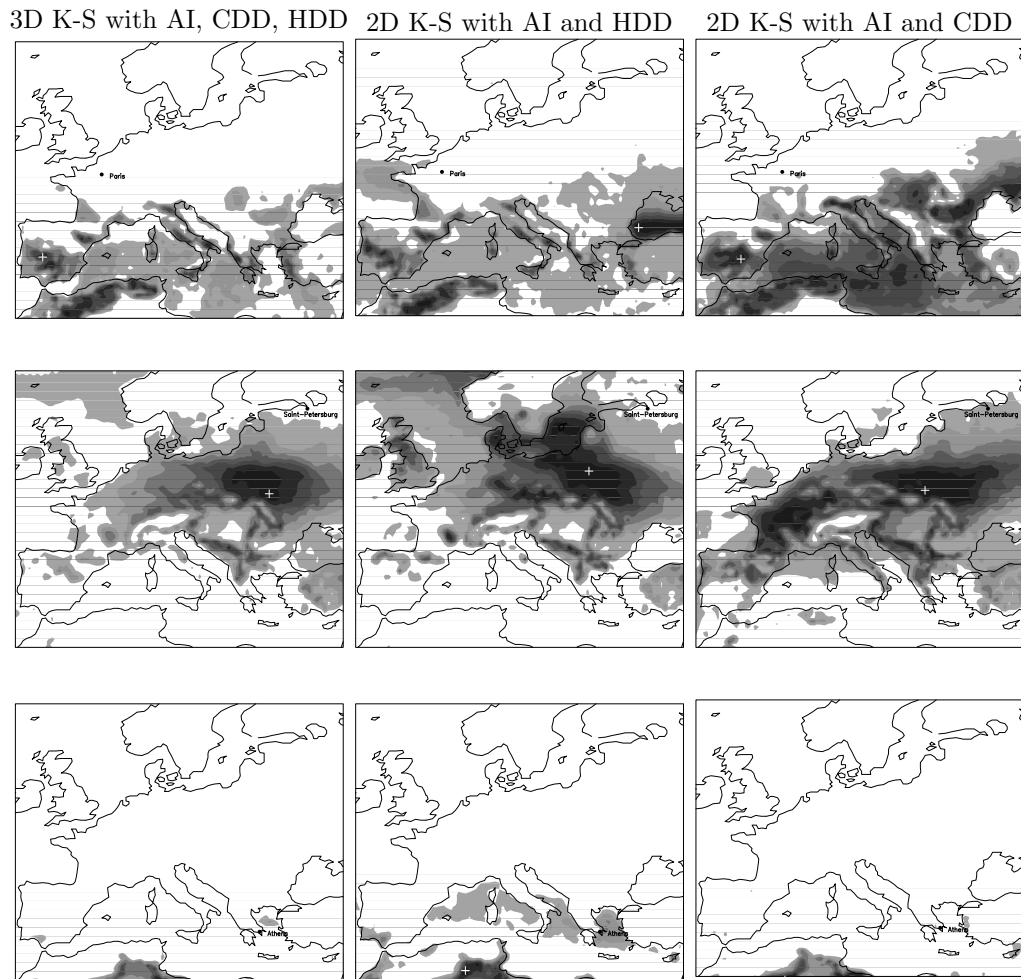 3D K-S with AI, CDD, HDD
2D K-S with AI and HDD
2D K-S with AI and CDD
Paris
Paris
Paris
Saint-Petersburg
Saint-Petersburg
Saint-Petersburg
Athens
Athens
Athens